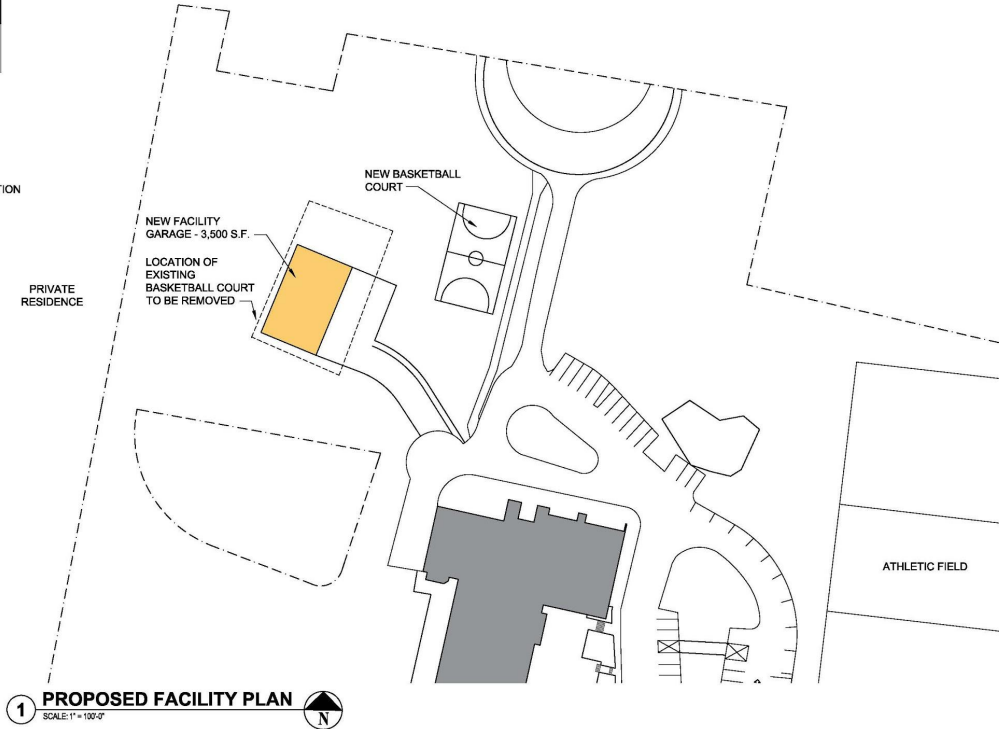 TION
NEW BASKETBALL
COURT
NEW FACILITY
GARAGE - 3,500 S.F.
LOCATION OF
EXISTING
BASKETBALL COURT
TO BE REMOVED
PRIVATE
RESIDENCE
ATHLETIC FIELD
1
PROPOSED FACILITY PLAN
SCALE: 1" = 100'-0"
N